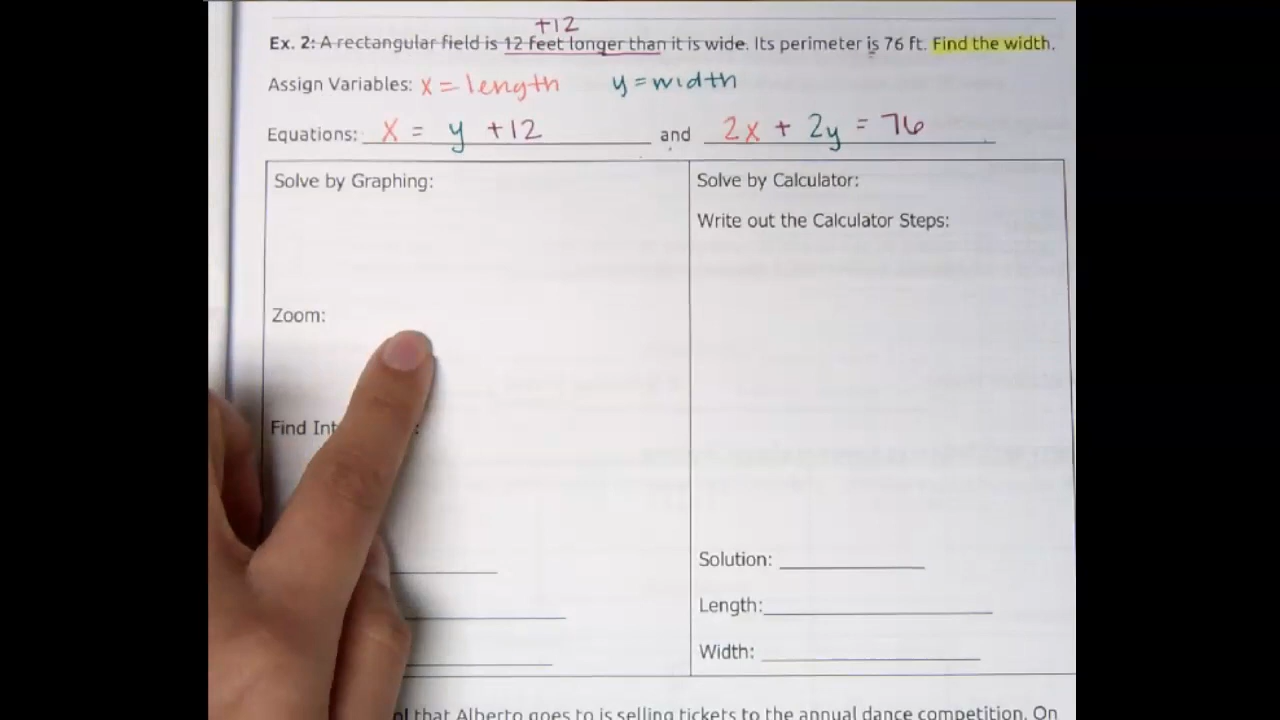 +12
Ex. 2: A rectangular field is 12 feet longer than it is wide. Its perimeter is 76 ft. Find the width.
Assign Variables: x = length y = width
Equations: x = y +12 and 2x + 2y = 76
Solve by Graphing:
Zoom:
Find Int
Solve by Calculator:
Write out the Calculator Steps:
Solution:
Length:
Width:
that Alberto goes to is selling tickets to the annual dance competition. On